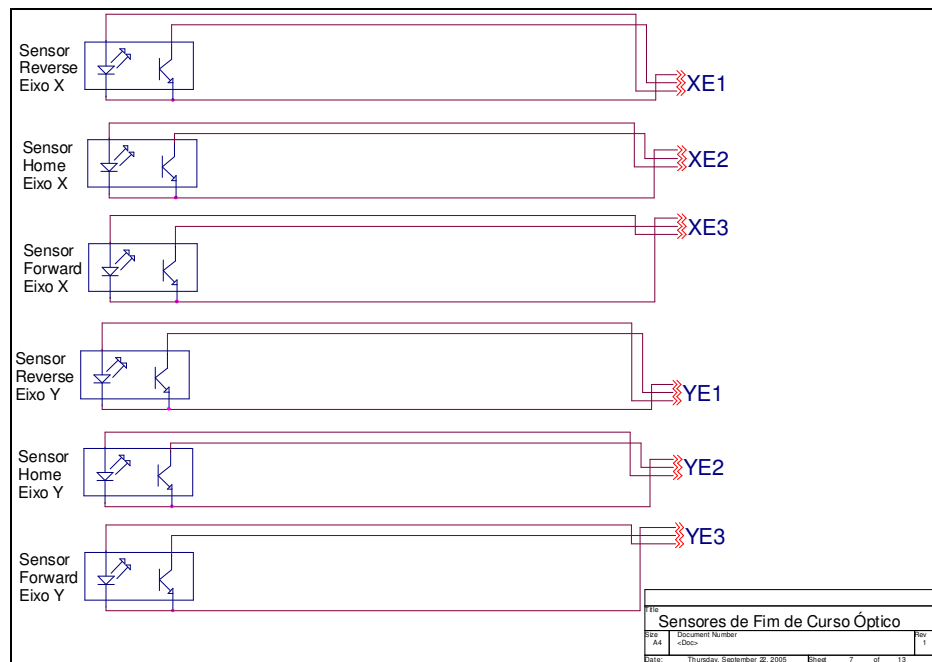 Sensor
Reverse
Eixo X
XE1
Sensor
Home
Eixo X
XE2
Sensor
Forward
Eixo X
XE3
Sensor
Reverse
Eixo Y
YE1
Sensor
Home
Eixo Y
YE2
Sensor
Forward
Eixo Y
YE3
Title
Sensores de Fim de Curso Óptico
Size Document Number Rev
A4 <Doc> 1
Date: Thursday, September 22, 2005 Sheet 7 of 13